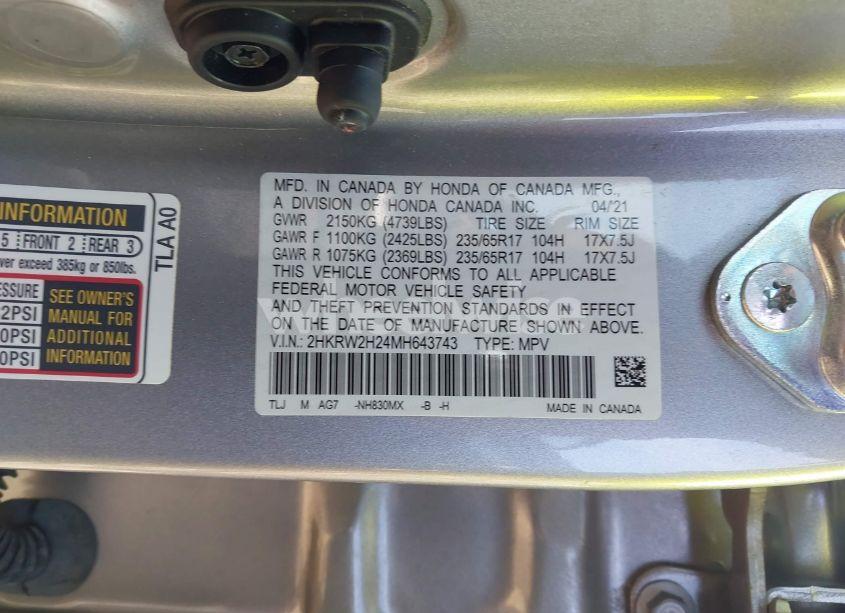 INFORMATION
5 FRONT 2 REAR 3
ver exceed 385kg or 850lbs.
SEE OWNER'S
MANUAL FOR
ADDITIONAL
INFORMATION
TLA A0
MFD. IN CANADA BY HONDA OF CANADA MFG.,
A DIVISION OF HONDA CANADA INC. 04/21
GVWR 2150KG (4739LBS) TIRE SIZE RIM SIZE
GAWR F 1100KG (2425LBS) 235/65R17 104H 17X7.5J
GAWR R 1075KG (2369LBS) 235/65R17 104H 17X7.5J
THIS VEHICLE CONFORMS TO ALL APPLICABLE
FEDERAL MOTOR VEHICLE SAFETY
AND THEFT PREVENTION STANDARDS IN EFFECT
ON THE DATE OF MANUFACTURE SHOWN ABOVE.
V.I.N.: 2HKRW2H24MH643743 TYPE: MPV
TLJ M AG7 -NH830MX -B -H MADE IN CANADA